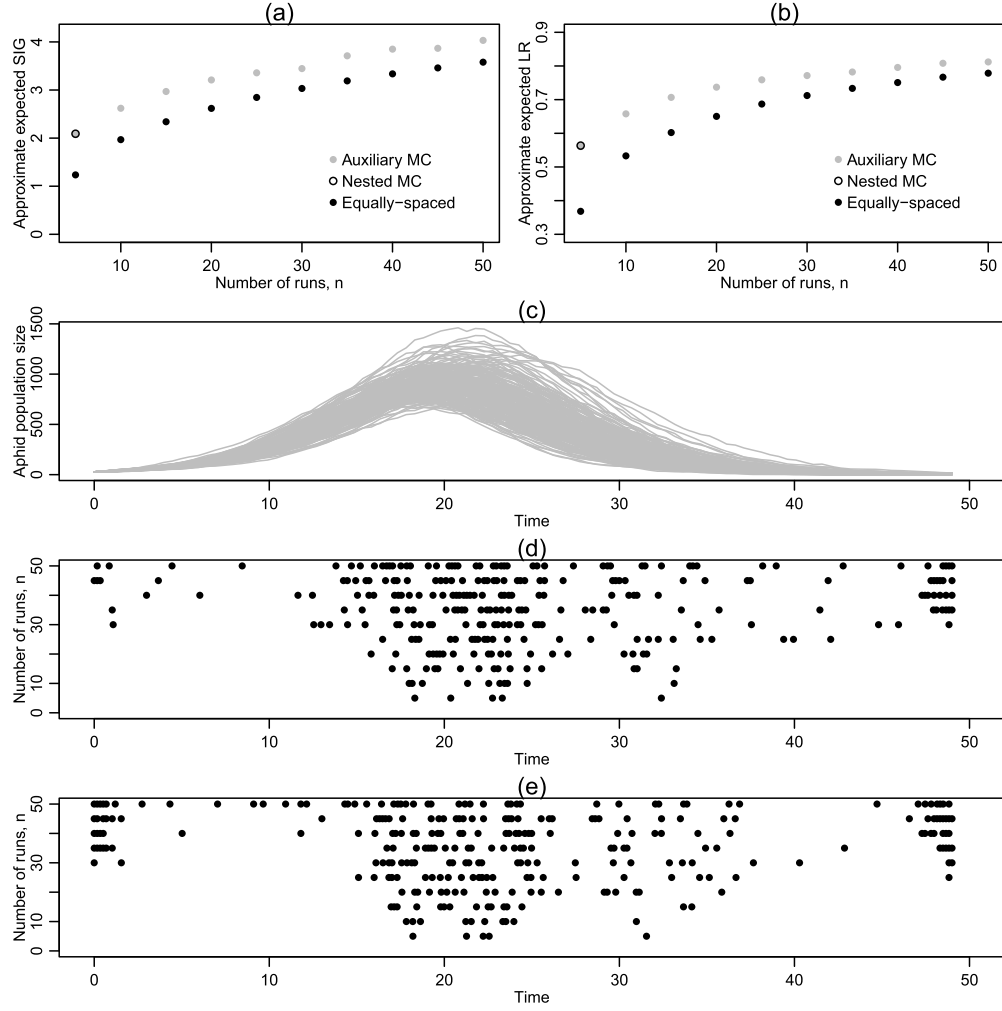 (a)
Approximate expected SIG
0 1 2 3 4
Auxiliary MC
Nested MC
Equally−spaced
10 20 30 40 50
Number of runs, n
(b)
Approximate expected LR
0.3 0.5 0.7 0.9
Auxiliary MC
Nested MC
Equally−spaced
10 20 30 40 50
Number of runs, n
(c)
Aphid population size
0 500 1000 1500
0 10 20 30 40 50
Time
(d)
Number of runs, n
0 10 30 50
0 10 20 30 40 50
Time
(e)
Number of runs, n
0 10 30 50
0 10 20 30 40 50
Time